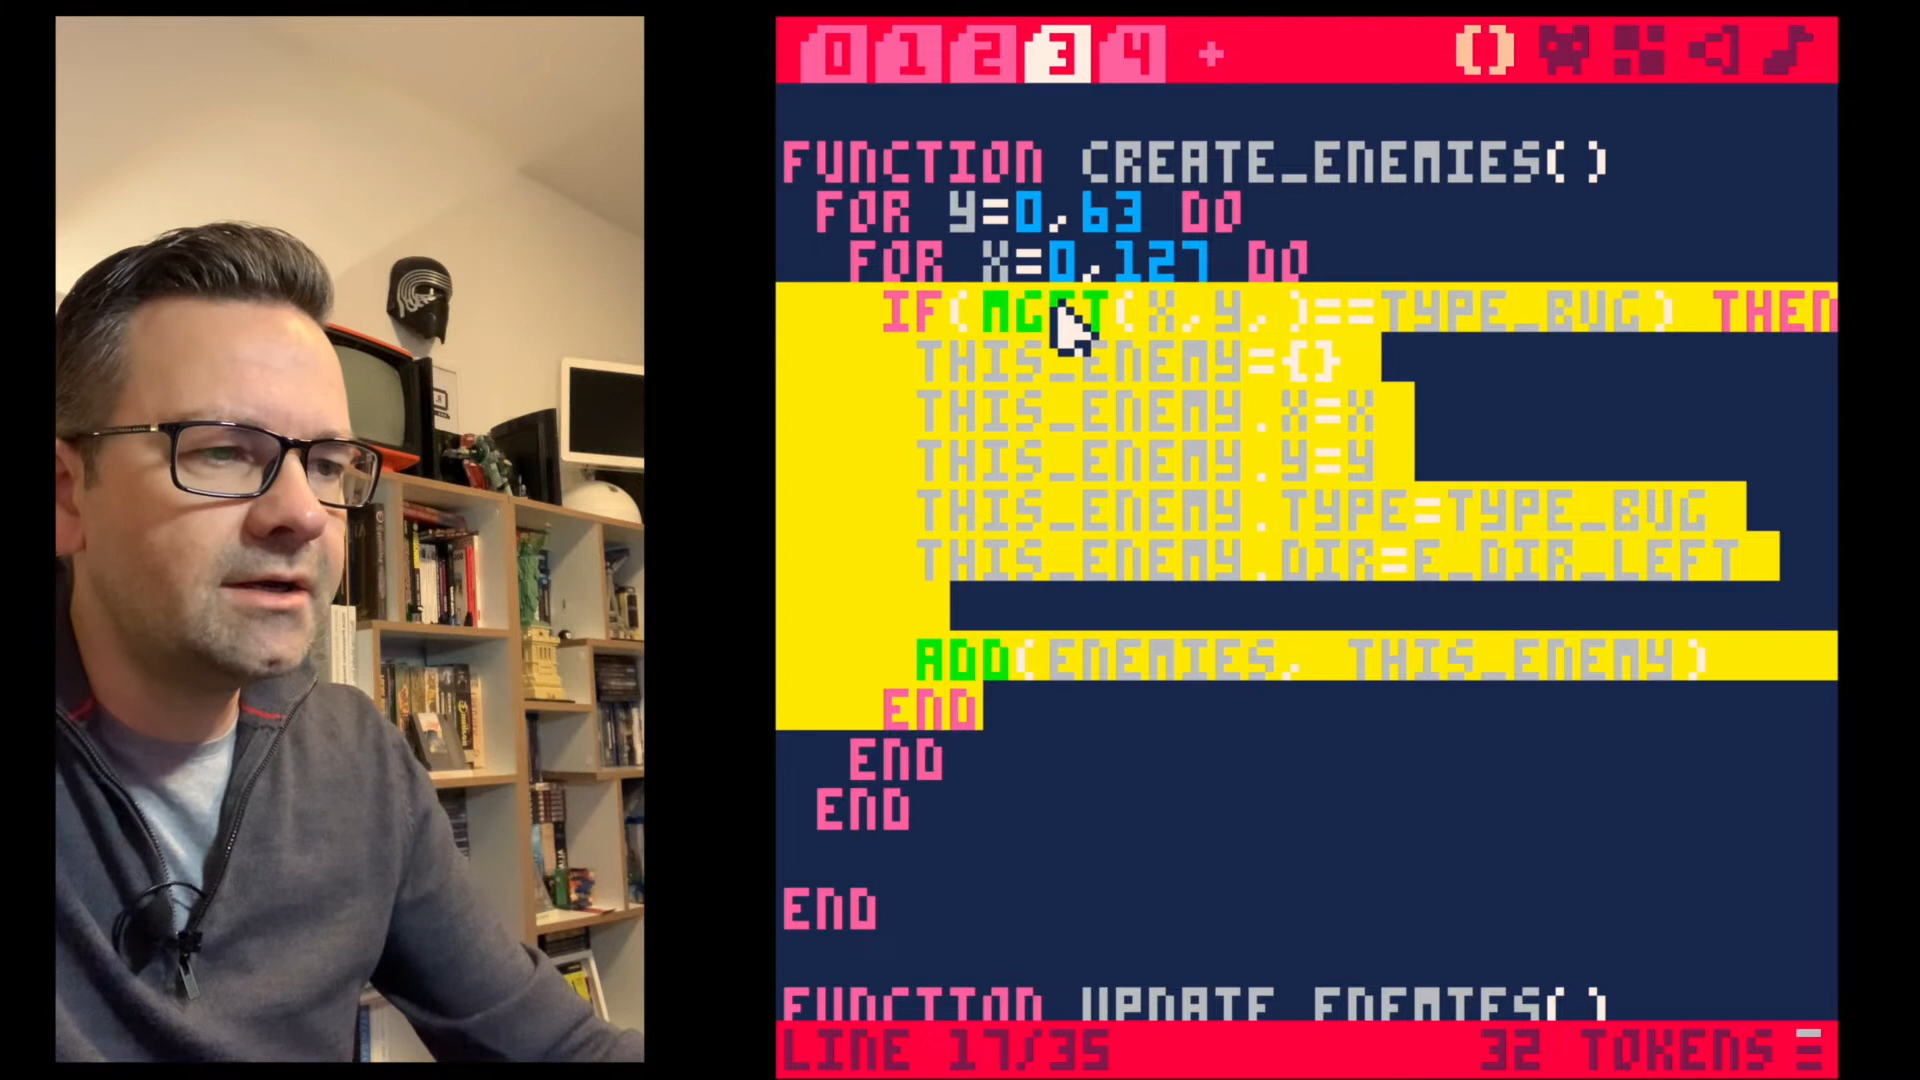 0 1 2 3 4 +
FUNCTION CREATE_ENEMIES()
FOR Y=0,63 DO
FOR X=0,127 DO
IF(MGET(X,Y,)==TYPE_BUG) THEN
THIS_ENEMY={}
THIS_ENEMY.X=X
THIS_ENEMY.Y=Y
THIS_ENEMY.TYPE=TYPE_BUG
THIS_ENEMY.DIR=E_DIR_LEFT
ADD(ENEMIES, THIS_ENEMY)
END
END
END
END
FUNCTION UPDATE_ENEMIES()
LINE 17/35
32 TOKENS